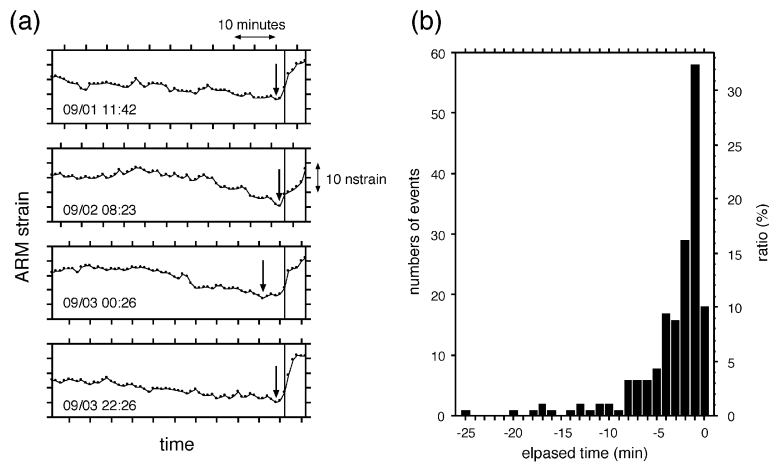 (a)
10 minutes
09/01 11:42
09/02 08:23
10 nstrain
09/03 00:26
09/03 22:26
ARM strain
time
(b)
60
50
40
30
20
10
0
numbers of events
30
25
20
15
10
5
0
ratio (%)
-25 -20 -15 -10 -5 0
elpased time (min)